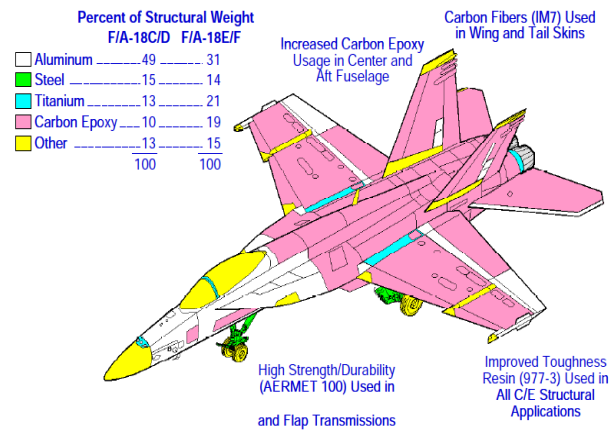 Percent of Structural Weight
F/A-18C/D F/A-18E/F
Aluminum 49 31
Steel 15 14
Titanium 13 21
Carbon Epoxy 10 19
Other 13 15
100 100
Increased Carbon Epoxy
Usage in Center and
Aft Fuselage
Carbon Fibers (IM7) Used
in Wing and Tail Skins
High Strength/Durability
(AERMET 100) Used in
and Flap Transmissions
Improved Toughness
Resin (977-3) Used in
All C/E Structural
Applications